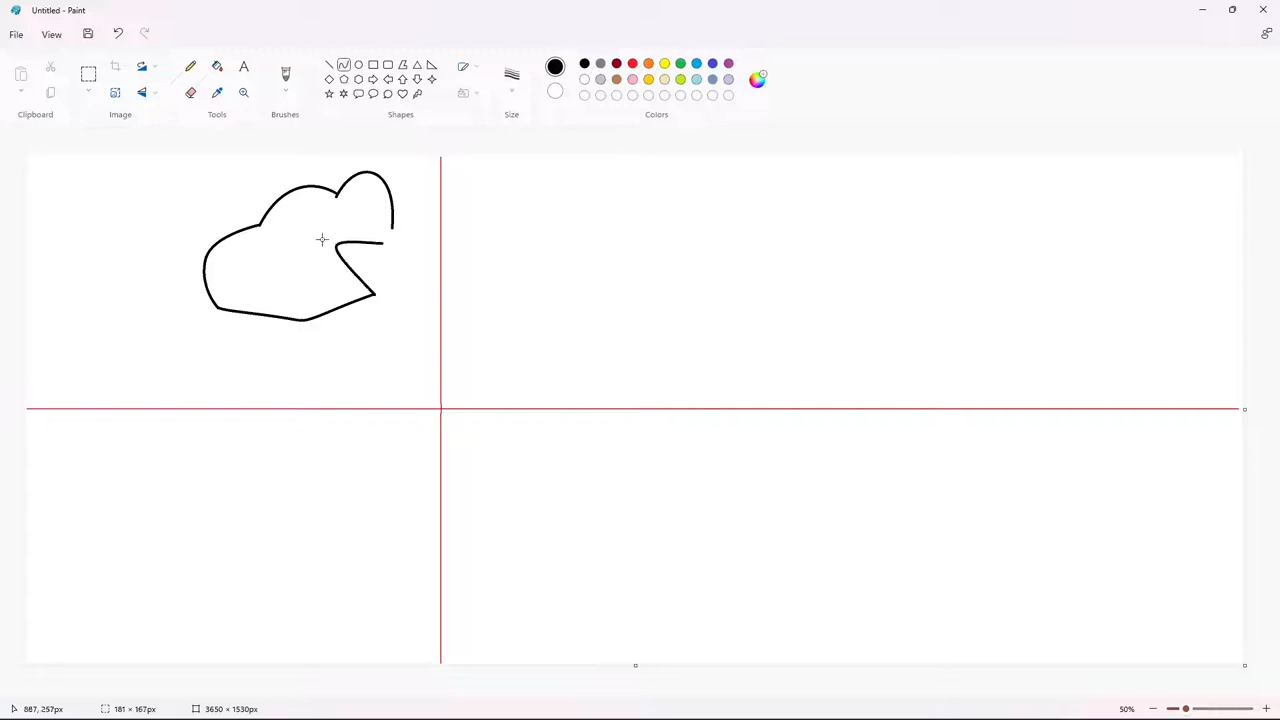 Untitled - Paint
File View
Clipboard Image Tools Brushes Shapes Size Colors
887, 257px 181 × 167px 3650 × 1530px 50%